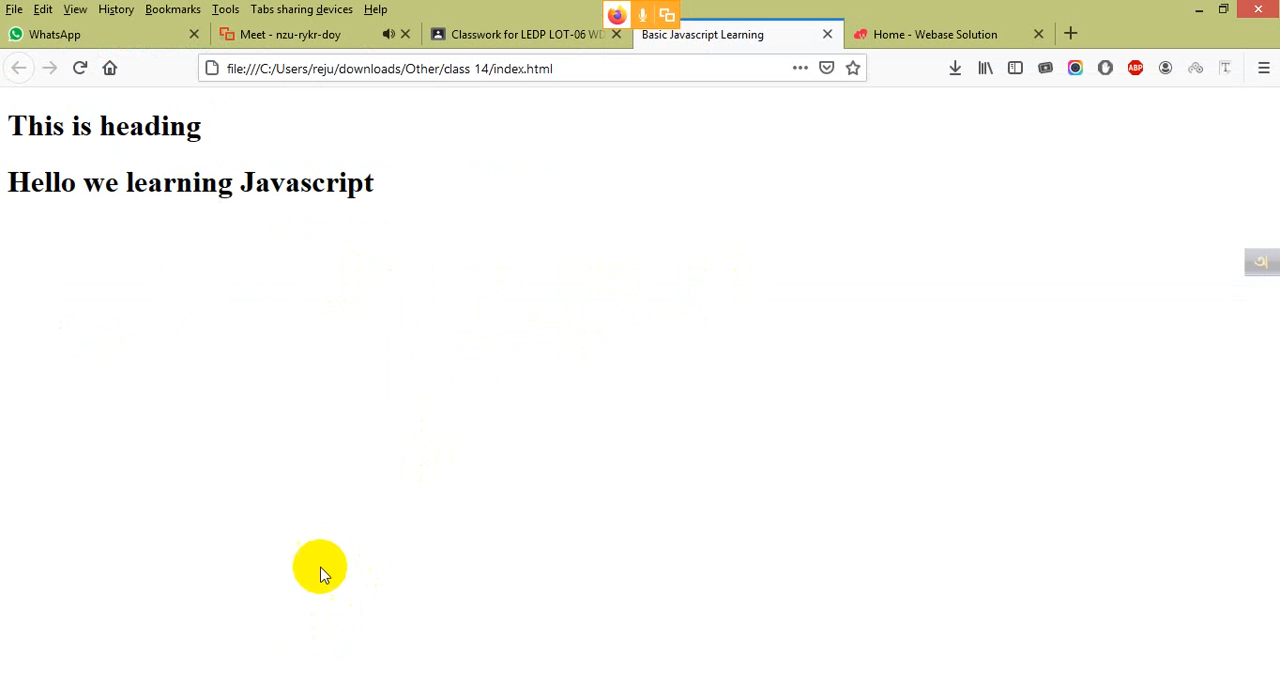 File Edit View History Bookmarks Tools Tabs sharing devices Help
WhatsApp Meet - nzu-rykr-doy Classwork for LEDP LOT-06 WD Basic Javascript Learning Home - Webase Solution
file:///C:/Users/reju/downloads/Other/class 14/index.html
ABP T
This is heading
Hello we learning Javascript
অ